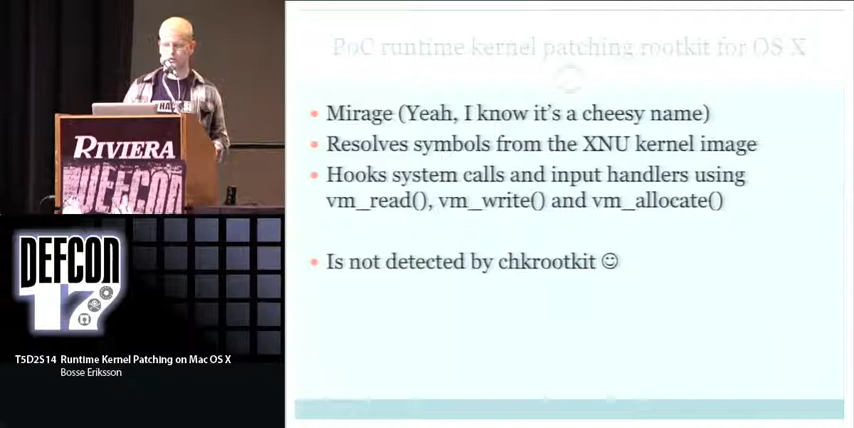 PoC runtime kernel patching rootkit for OS X
Mirage (Yeah, I know it's a cheesy name)
Resolves symbols from the XNU kernel image
Hooks system calls and input handlers using
vm_read(), vm_write() and vm_allocate()
Is not detected by chkrootkit ☺
HA
RIVIERA
DEFCON
DEFCON
17
T5D2S14 Runtime Kernel Patching on Mac OS X
Bosse Eriksson